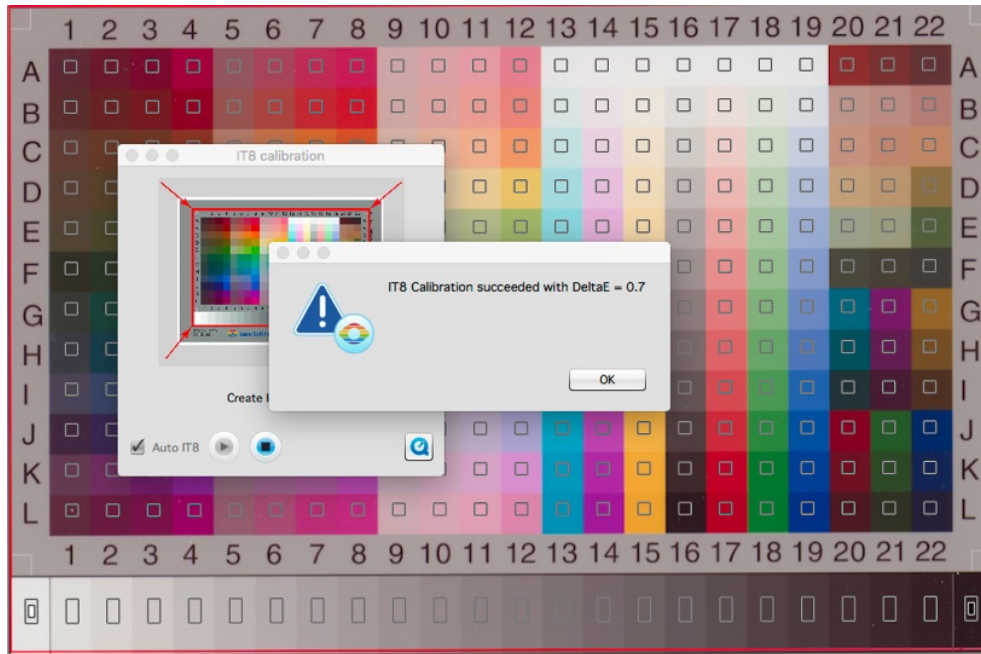 1 2 3 4 5 6 7 8 9 10 11 12 13 14 15 16 17 18 19 20 21 22
A A
B B
C C
IT8 calibration
D D
E E
F F
IT8 Calibration succeeded with DeltaE = 0.7
G G
H H
OK
I I
Create
J J
Auto IT8
K K
L L
1 2 3 4 5 6 7 8 9 10 11 12 13 14 15 16 17 18 19 20 21 22